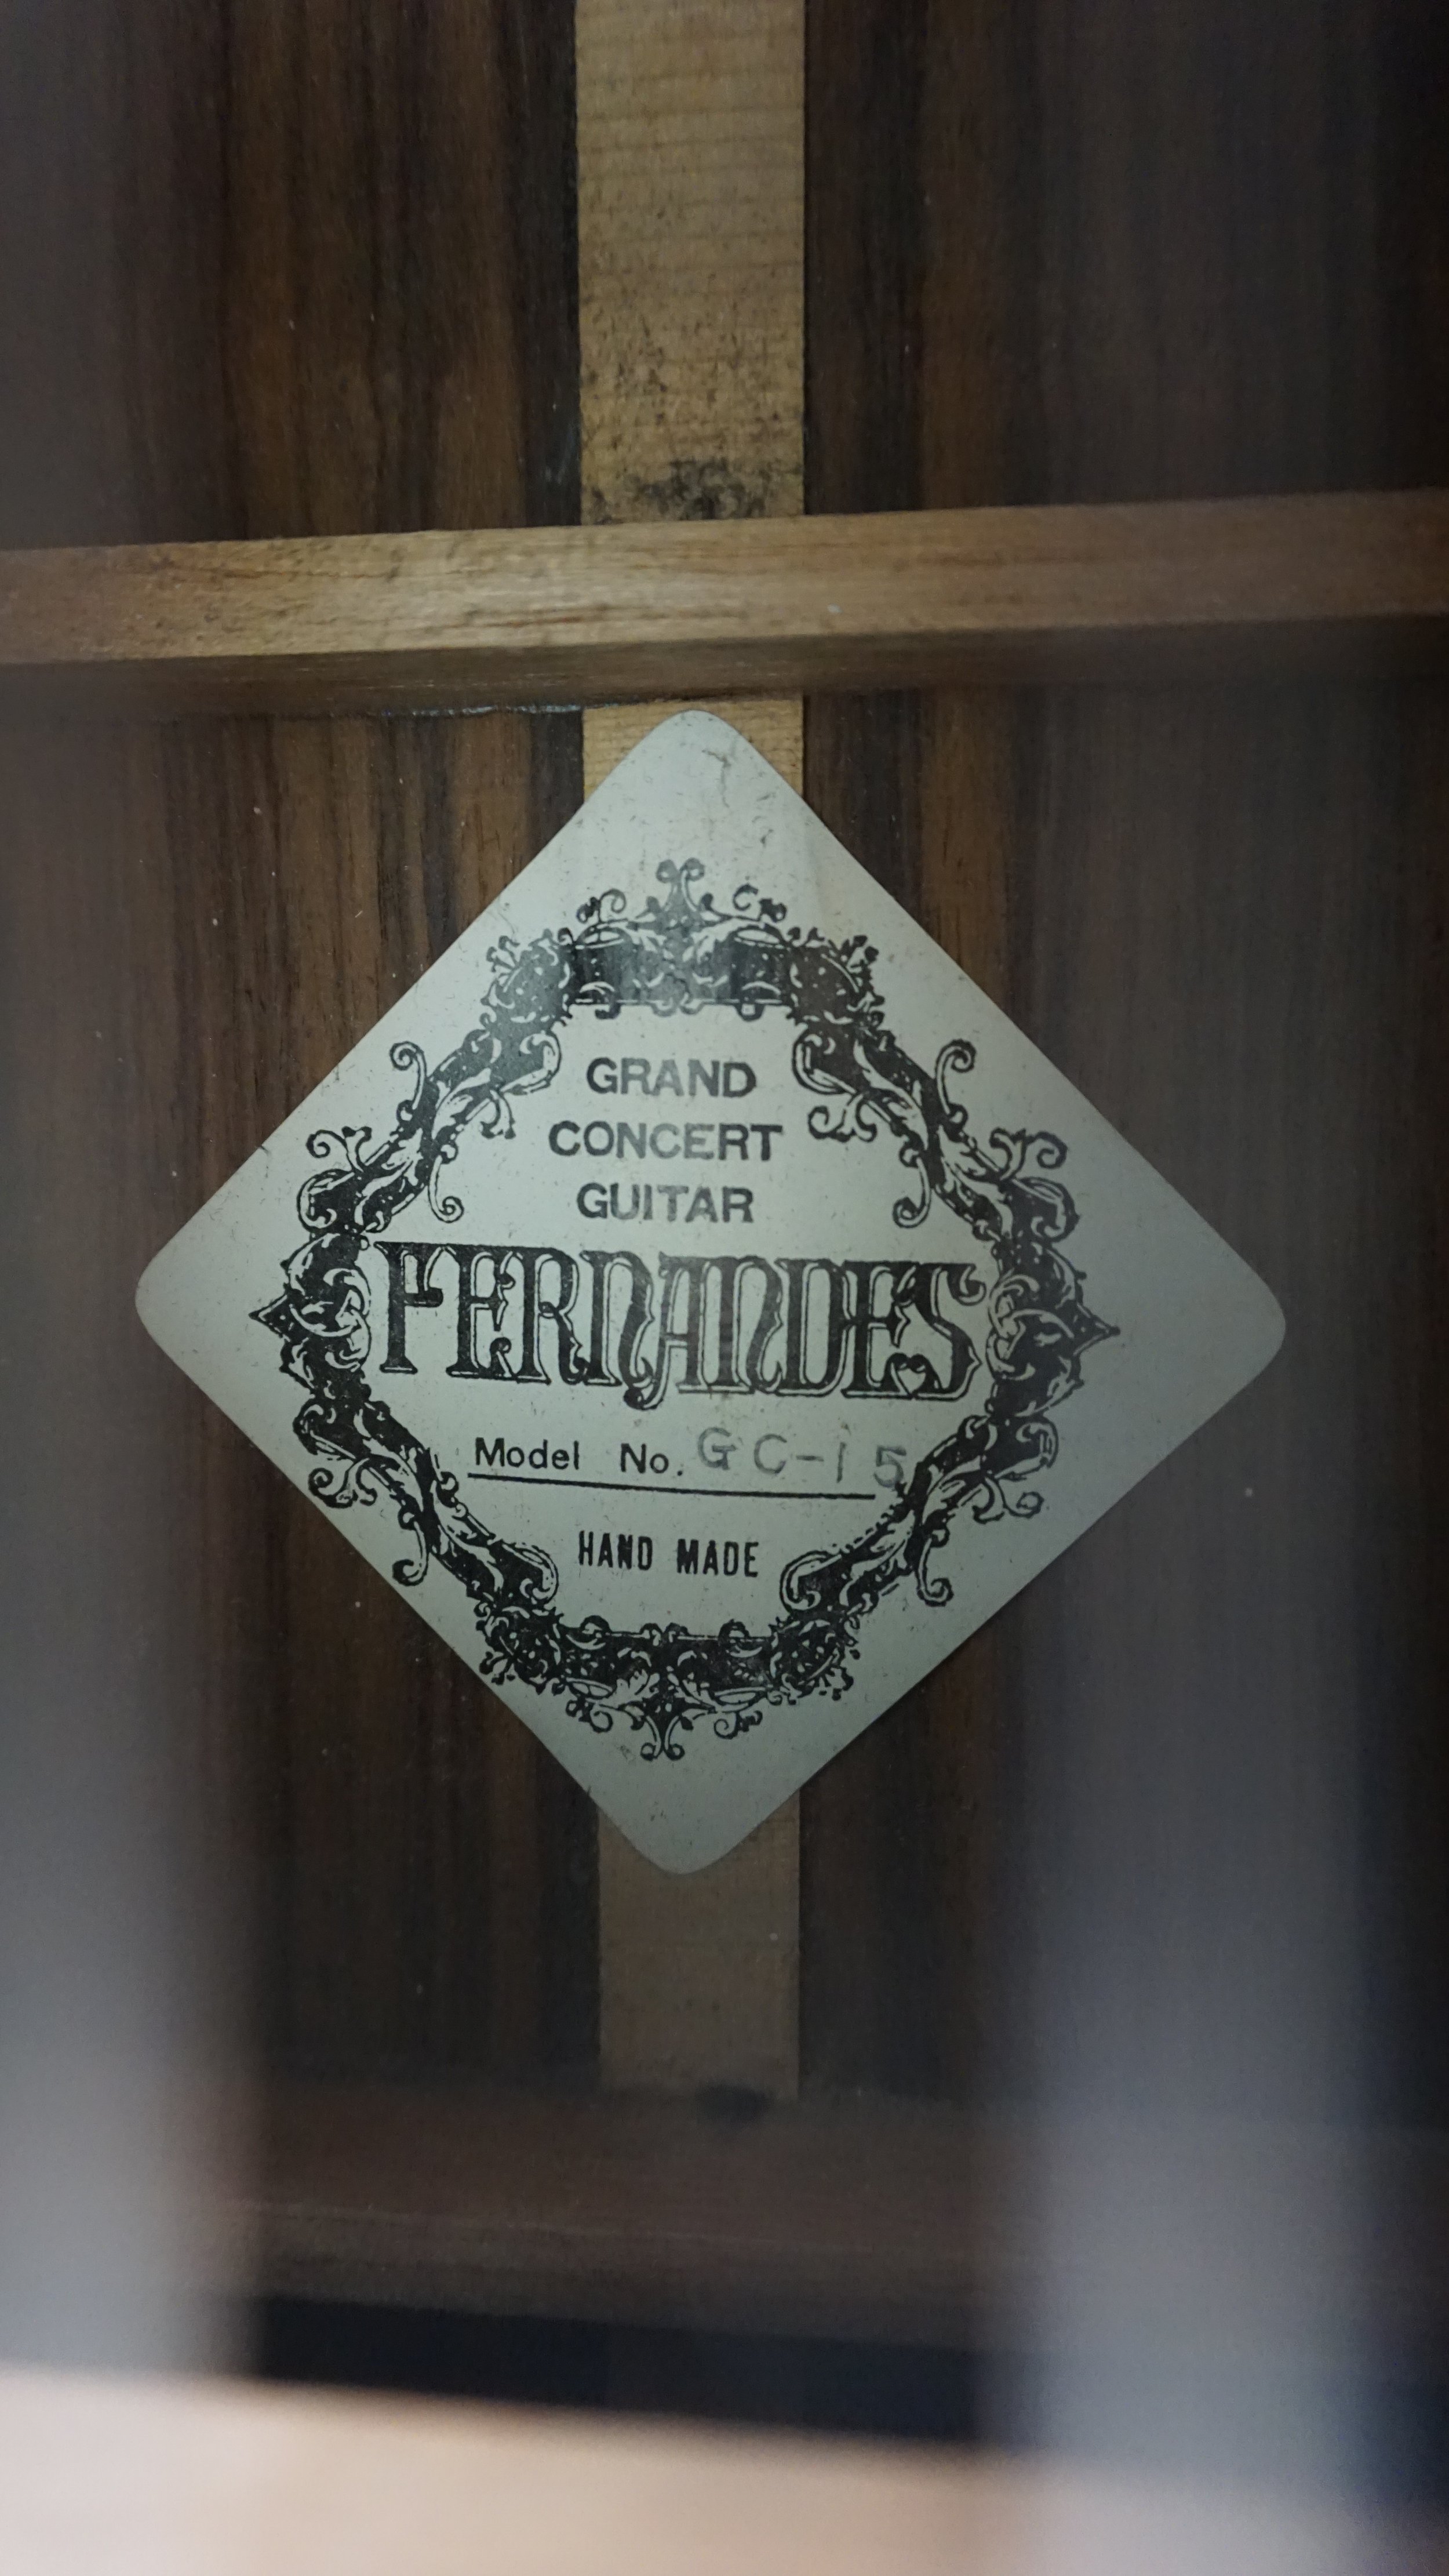 GRAND
CONCERT
GUITAR
FERNANDES
Model No. GC-15
HAND MADE